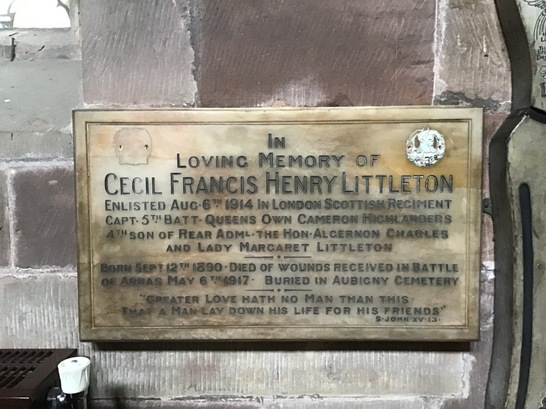 In
Loving Memory of
Cecil Francis Henry Littleton
Enlisted Aug. 6th 1914 in London Scottish Regiment
Capt. 5th Batt. Queens Own Cameron Highlanders
4th son of Rear Adml. the Hon. Algernon Charles
and Lady Margaret Littleton
Born Sept 12th 1890. Died of wounds received in Battle
of Arras May 6th 1917. Buried in Aubigny Cemetery
"Greater Love hath no Man than this
that a Man lay down his life for his friends"
S. John XV. 13.